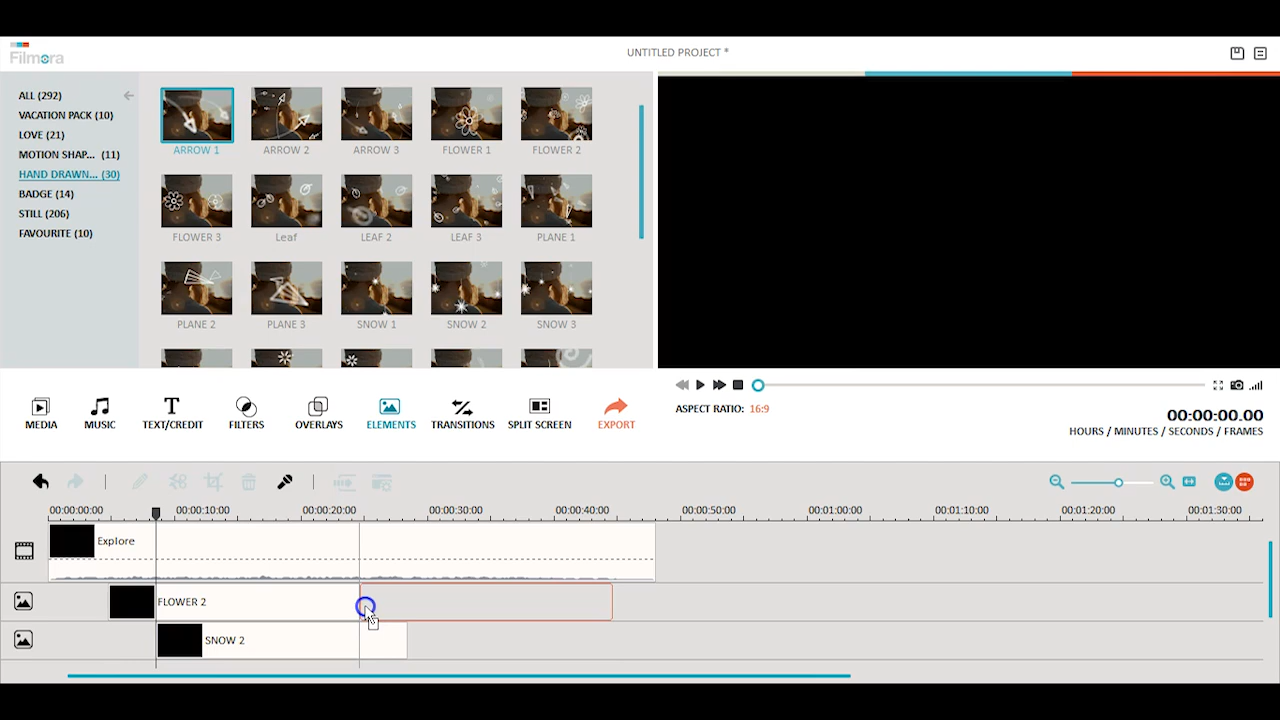 Filmora
UNTITLED PROJECT *
ALL (292)
VACATION PACK (10)
LOVE (21)
MOTION SHAP... (11)
HAND DRAWN... (30)
BADGE (14)
STILL (206)
FAVOURITE (10)
ARROW 1 ARROW 2 ARROW 3 FLOWER 1 FLOWER 2
FLOWER 3 Leaf LEAF 2 LEAF 3 PLANE 1
PLANE 2 PLANE 3 SNOW 1 SNOW 2 SNOW 3
MEDIA MUSIC TEXT/CREDIT FILTERS OVERLAYS ELEMENTS TRANSITIONS SPLIT SCREEN EXPORT
ASPECT RATIO: 16:9
00:00:00.00
HOURS / MINUTES / SECONDS / FRAMES
00:00:00:00 00:00:10:00 00:00:20:00 00:00:30:00 00:00:40:00 00:00:50:00 00:01:00:00 00:01:10:00 00:01:20:00 00:01:30:00
Explore
FLOWER 2
SNOW 2